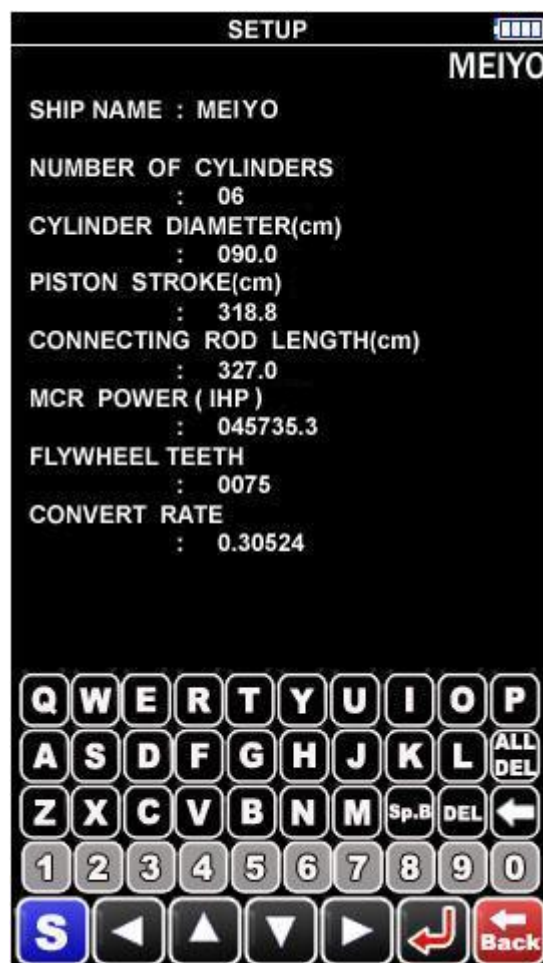 SETUP
MEIYO
SHIP NAME : MEIYO
NUMBER OF CYLINDERS
: 06
CYLINDER DIAMETER(cm)
: 090.0
PISTON STROKE(cm)
: 318.8
CONNECTING ROD LENGTH(cm)
: 327.0
MCR POWER ( IHP )
: 045735.3
FLYWHEEL TEETH
: 0075
CONVERT RATE
: 0.30524
Q W E R T Y U I O P
A S D F G H J K L ALL DEL
Z X C V B N M Sp.B DEL
1 2 3 4 5 6 7 8 9 0
S Back